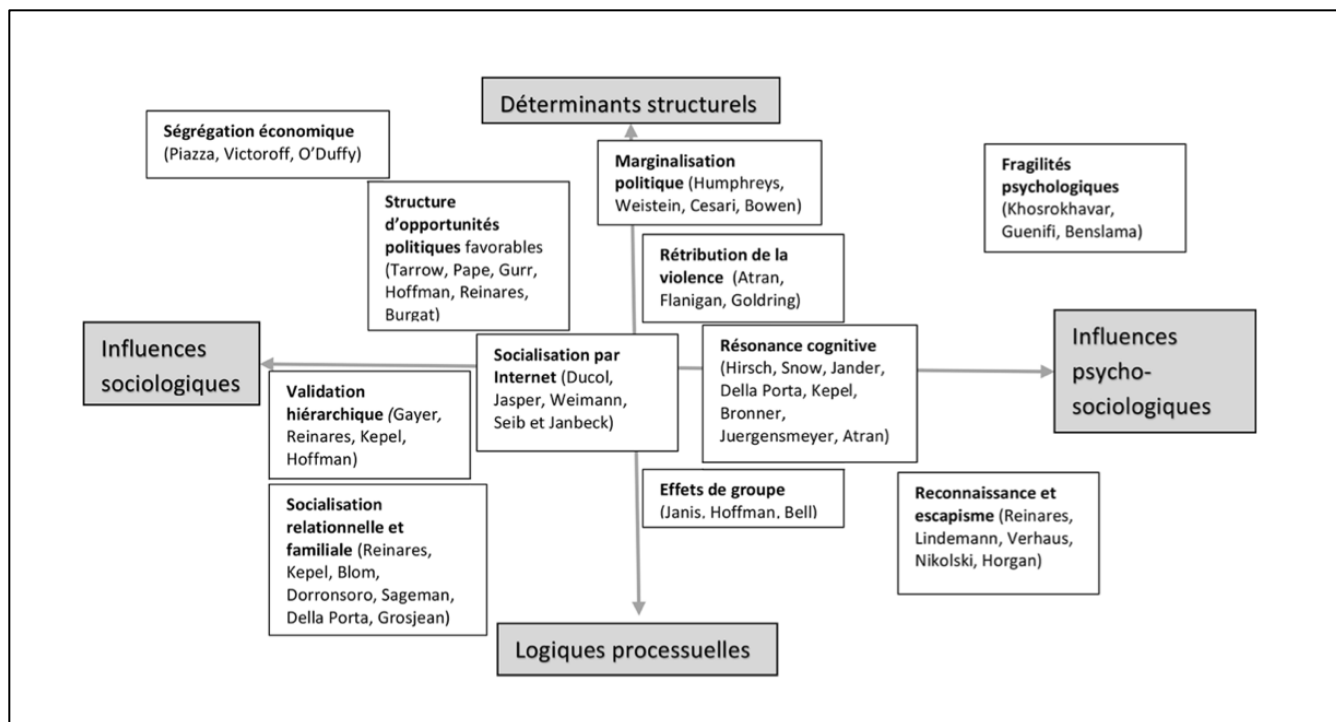 Déterminants structurels
Ségrégation économique
(Piazza, Victoroff, O’Duffy)
Marginalisation
politique (Humphreys,
Weistein, Cesari, Bowen)
Fragilités
psychologiques
(Khosrokhavar,
Guenifi, Benslama)
Structure
d’opportunités
politiques favorables
(Tarrow, Pape, Gurr,
Hoffman, Reinares,
Burgat)
Rétribution de la
violence (Atran,
Flanigan, Goldring)
Influences
sociologiques
Socialisation par
Internet (Ducol,
Jasper, Weimann,
Seib et Janbeck)
Résonance cognitive
(Hirsch, Snow, Jander,
Della Porta, Kepel,
Bronner,
Juergensmeyer, Atran)
Influences
psycho-
sociologiques
Validation
hiérarchique (Gayer,
Reinares, Kepel,
Hoffman)
Effets de groupe
(Janis, Hoffman, Bell)
Reconnaissance et
escapisme (Reinares,
Lindemann, Verhaus,
Nikolski, Horgan)
Socialisation
relationnelle et
familiale (Reinares,
Kepel, Blom,
Dorronsoro, Sageman,
Della Porta, Grosjean)
Logiques processuelles